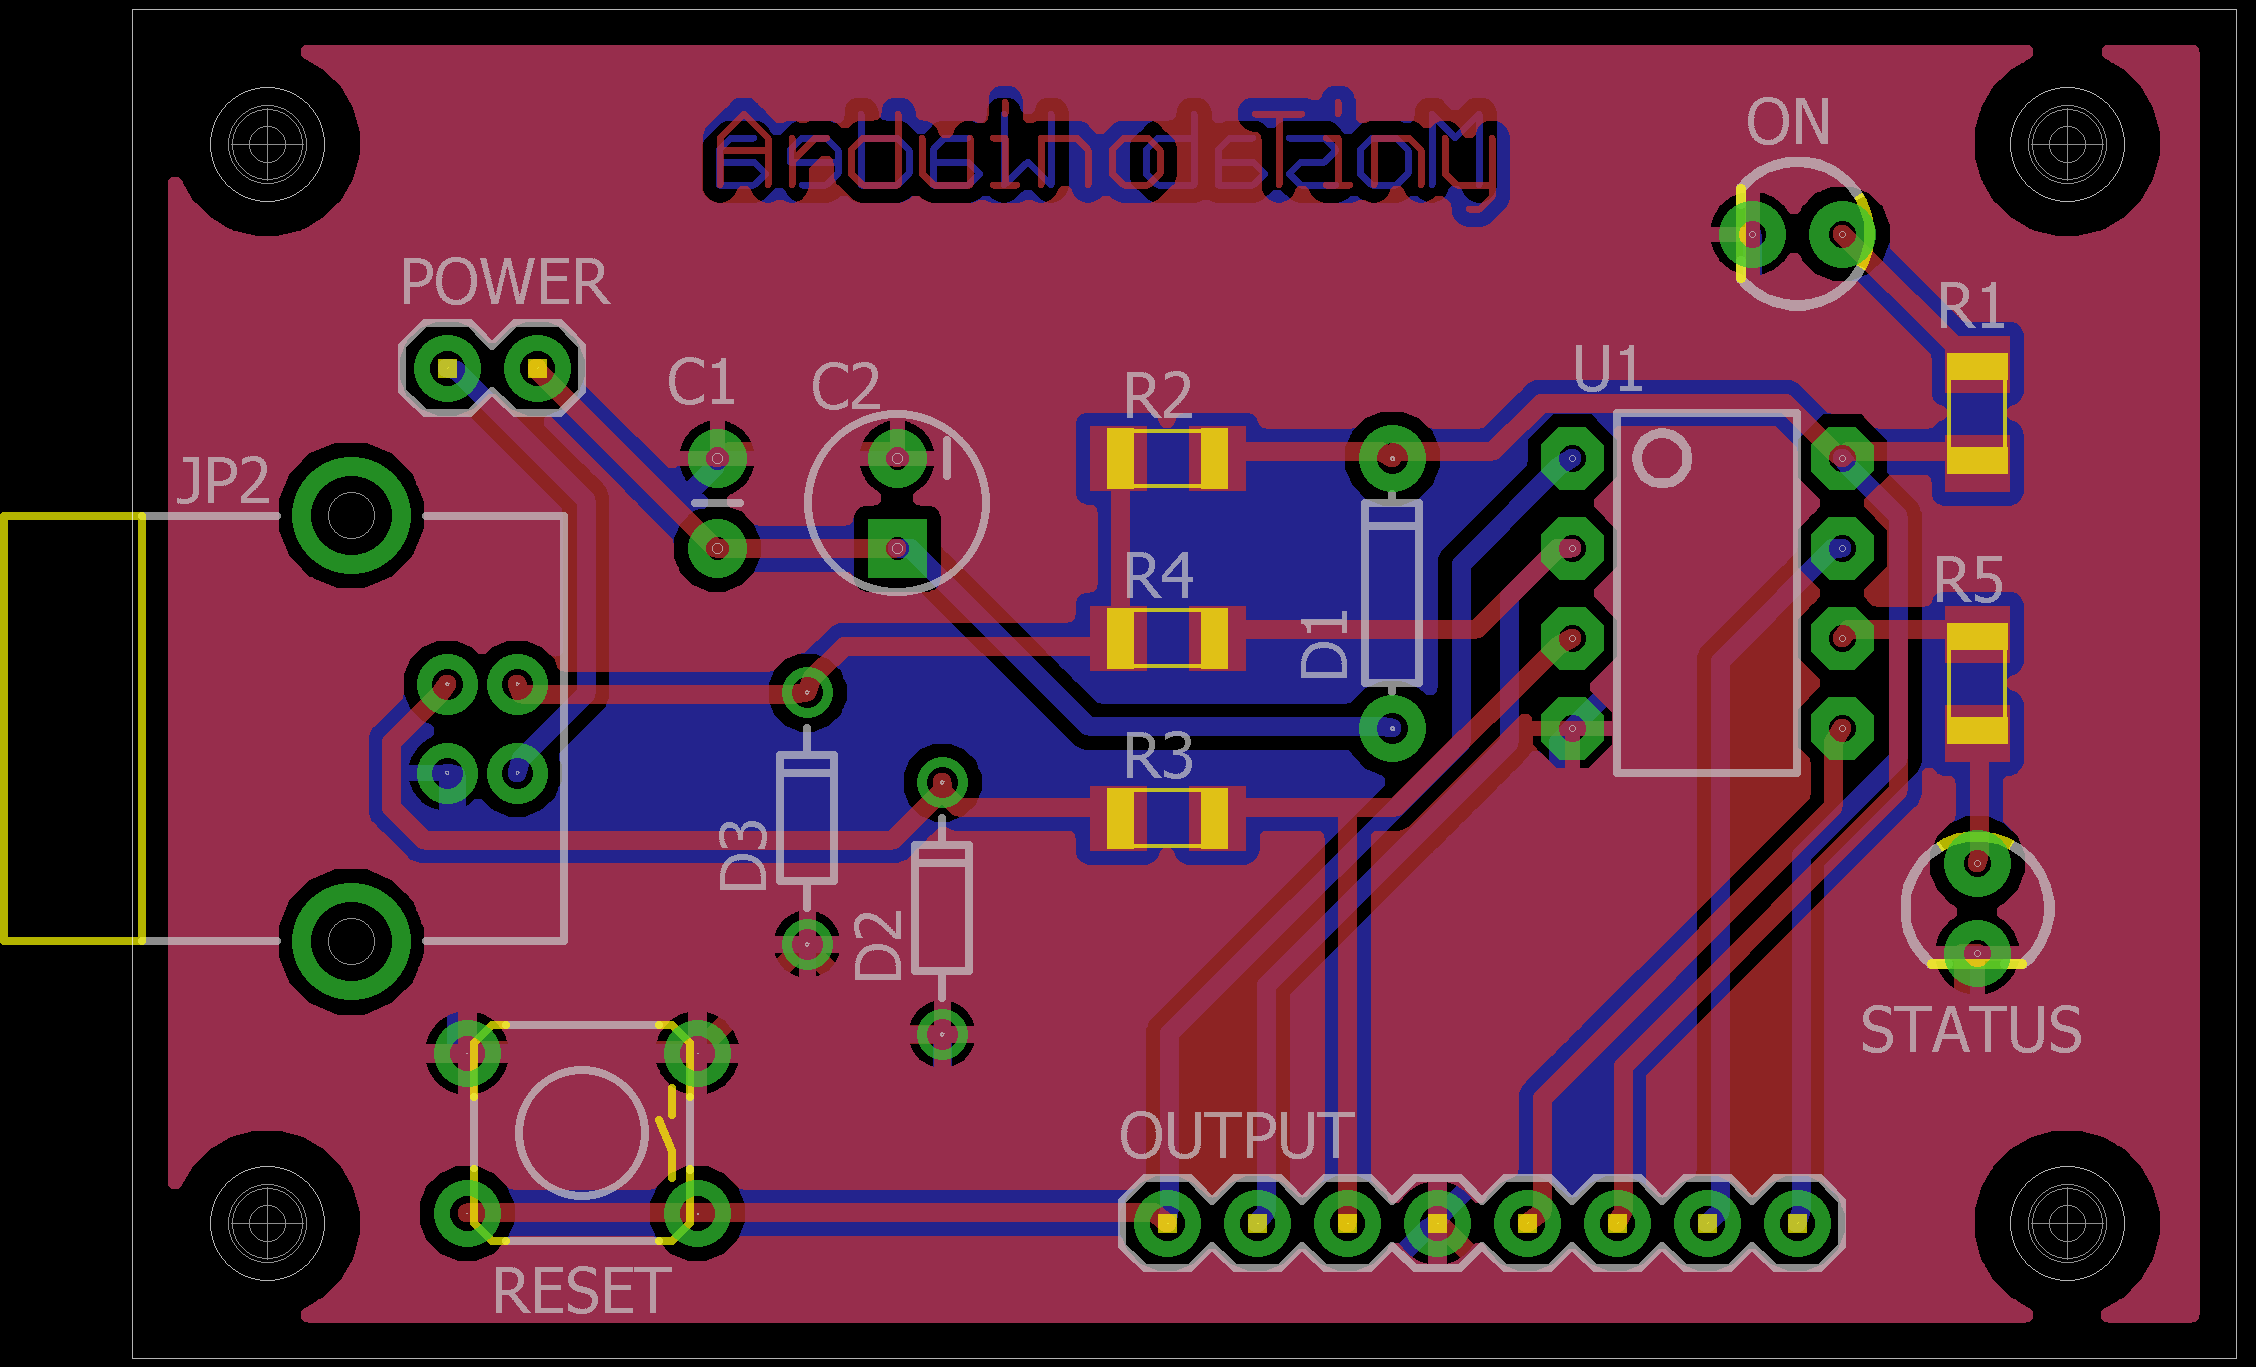 Arduino Tiny
ON
POWER
R1
C1
C2
R2
U1
JP2
R4
R5
D1
R3
D3
D2
STATUS
OUTPUT
RESET